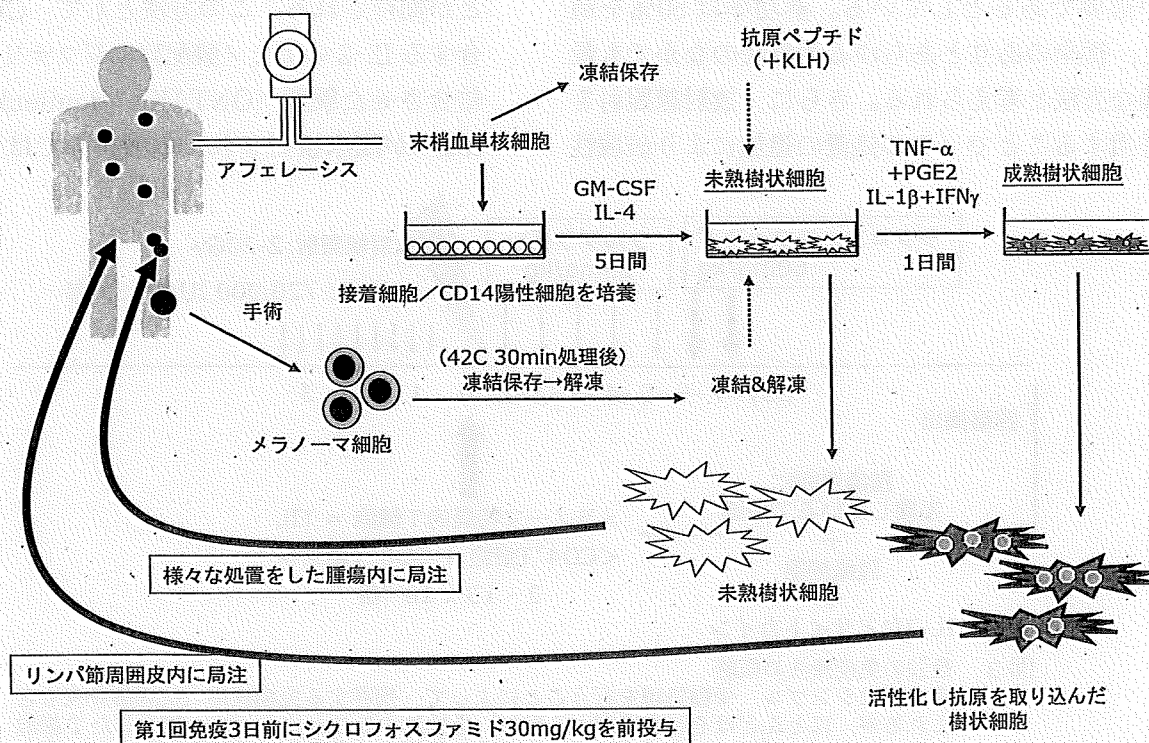 抗原ペプチド
(+KLH)
凍結保存
アフェレーシス
末梢血単核細胞
GM-CSF
IL-4
5日間
未熟樹状細胞
TNF-α
+PGE2
IL-1β+IFNγ
1日間
成熟樹状細胞
接着細胞/CD14陽性細胞を培養
手術
メラノーマ細胞
(42C 30min処理後)
凍結保存→解凍
凍結&解凍
様々な処置をした腫瘍内に局注
未熟樹状細胞
リンパ節周囲皮内に局注
活性化し抗原を取り込んだ
樹状細胞
第1回免疫3日前にシクロフォスファミド30mg/kgを前投与